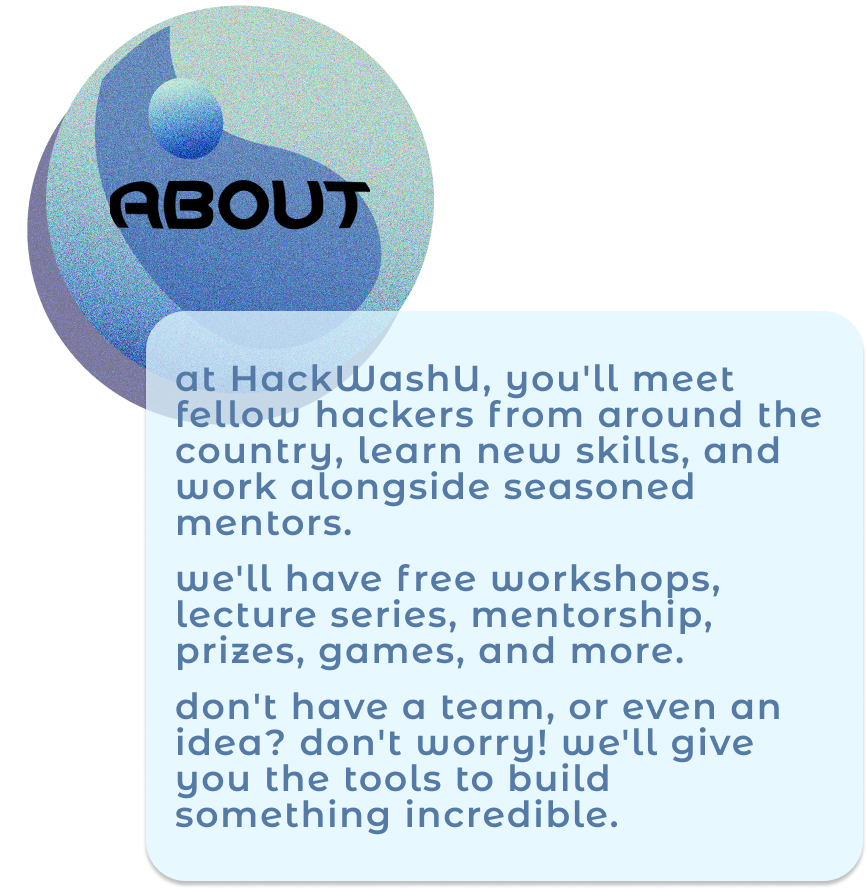 ABOUT
at HackWashU, you'll meet
fellow hackers from around the
country, learn new skills, and
work alongside seasoned
mentors.
we'll have free workshops,
lecture series, mentorship,
prizes, games, and more.
don't have a team, or even an
idea? don't worry! we'll give
you the tools to build
something incredible.